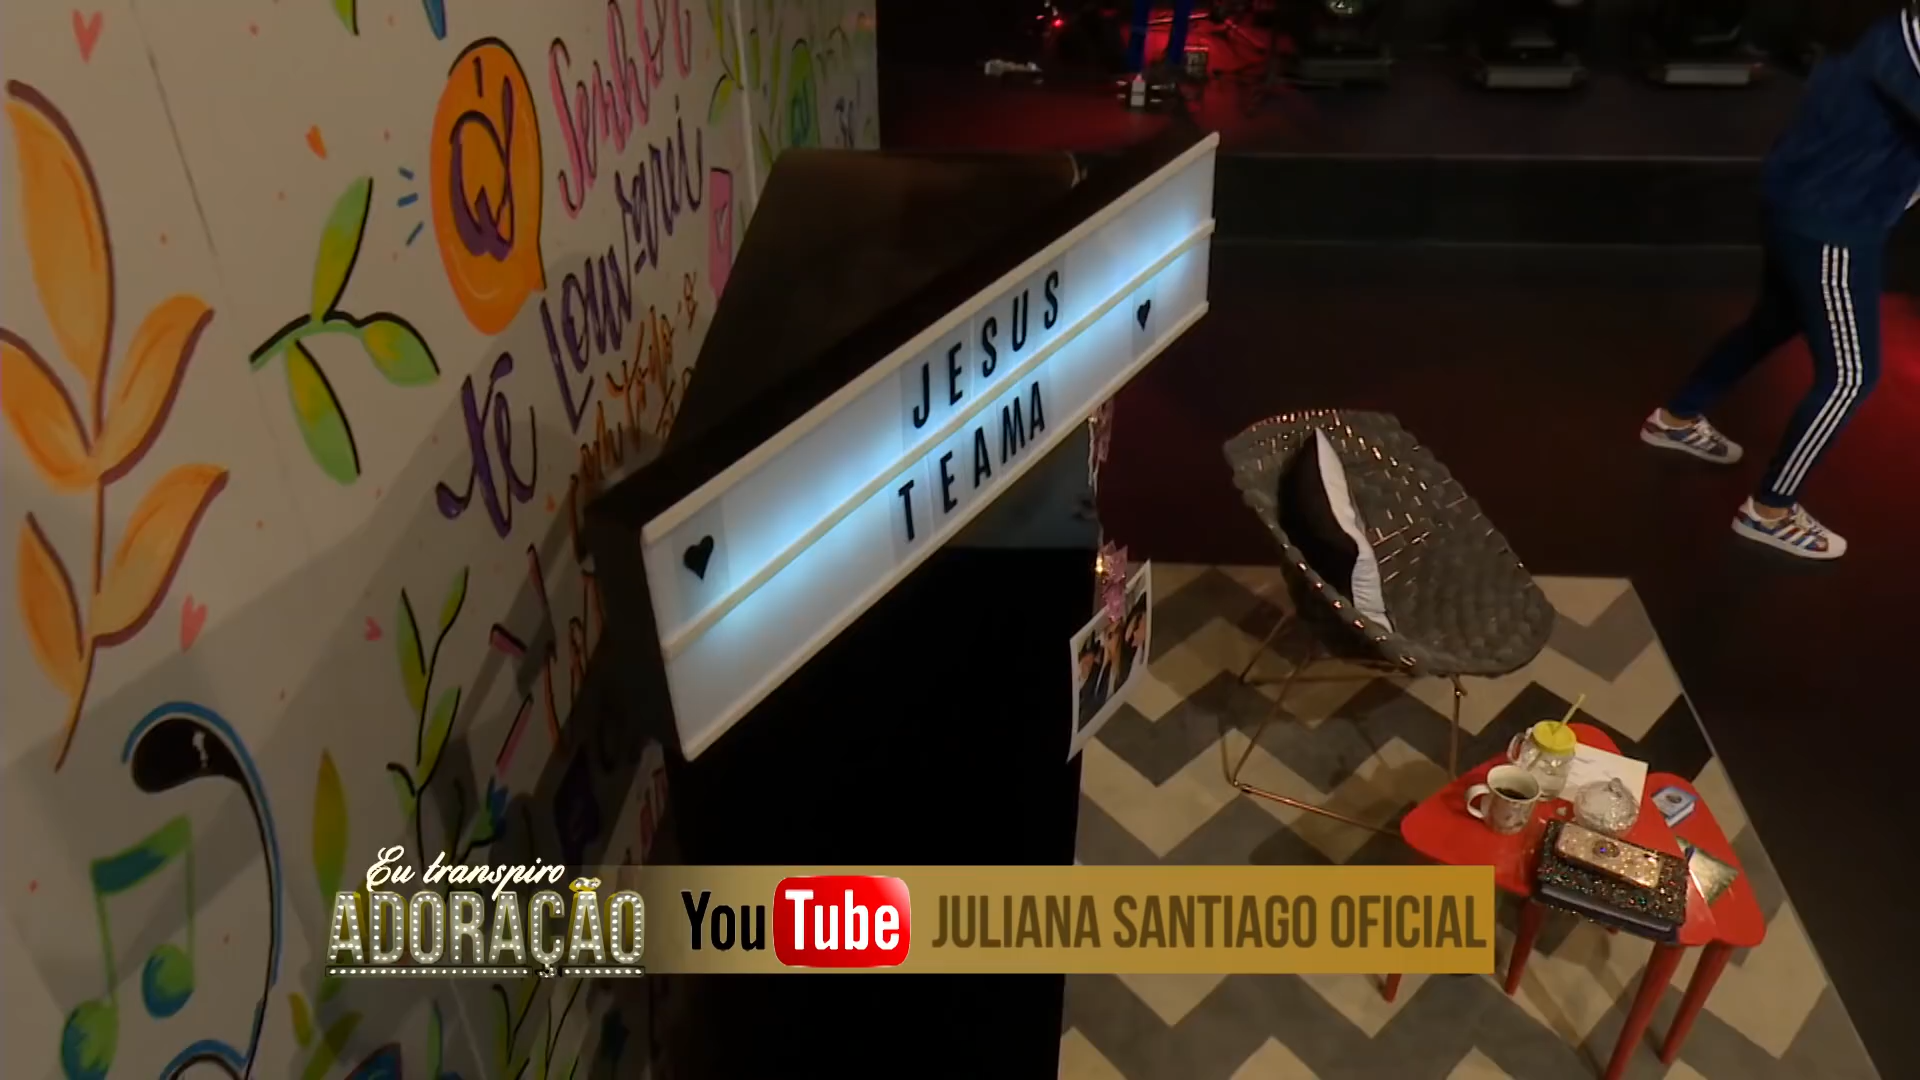 Senhor
te Louvarei
JESUS
TE AMA
Eu transpiro
ADORAÇÃO
YouTube
JULIANA SANTIAGO OFICIAL